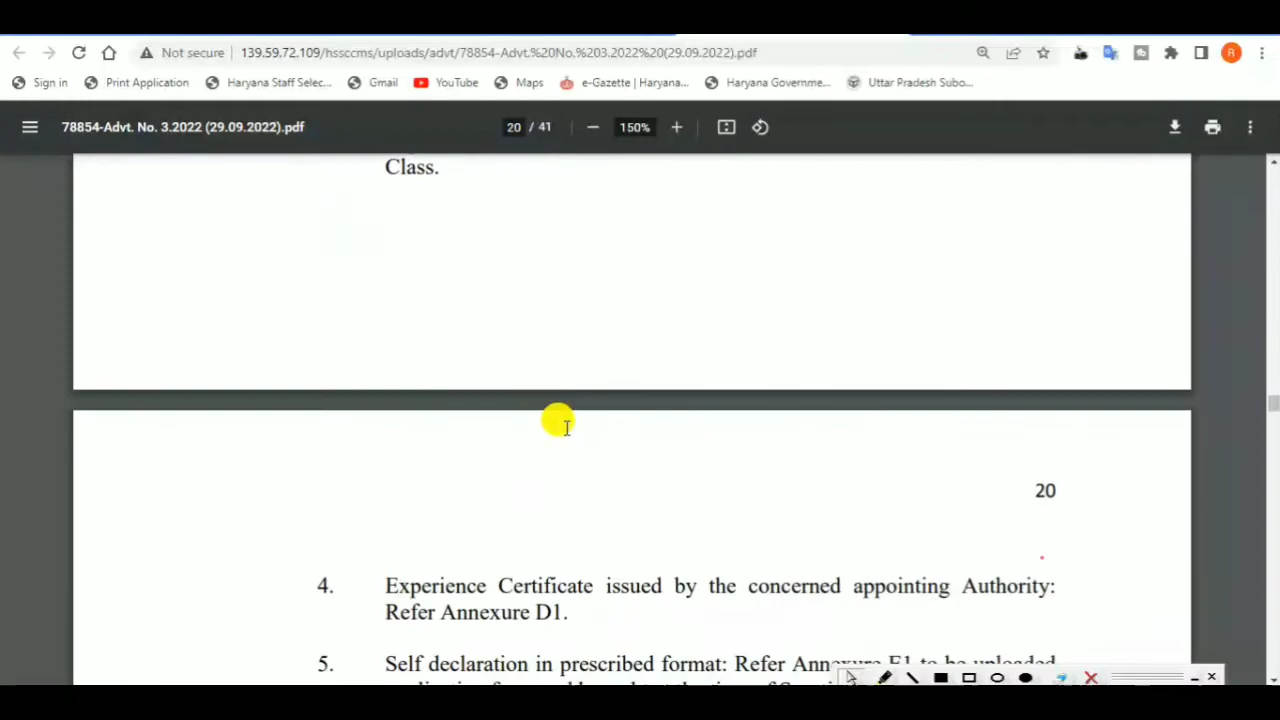 Not secure
139.59.72.109/hssccms/uploads/advt/78854-Advt.%20No.%203.2022%20(29.09.2022).pdf
R
Sign in
Print Application
Haryana Staff Selec...
Gmail
YouTube
Maps
e-Gazette | Haryana...
Haryana Governme...
Uttar Pradesh Subo...
78854-Advt. No. 3.2022 (29.09.2022).pdf
20 / 41
150%
Class.
20
4. Experience Certificate issued by the concerned appointing Authority:
Refer Annexure D1.
5. Self declaration in prescribed format: Refer Annexure E1 to be uploaded